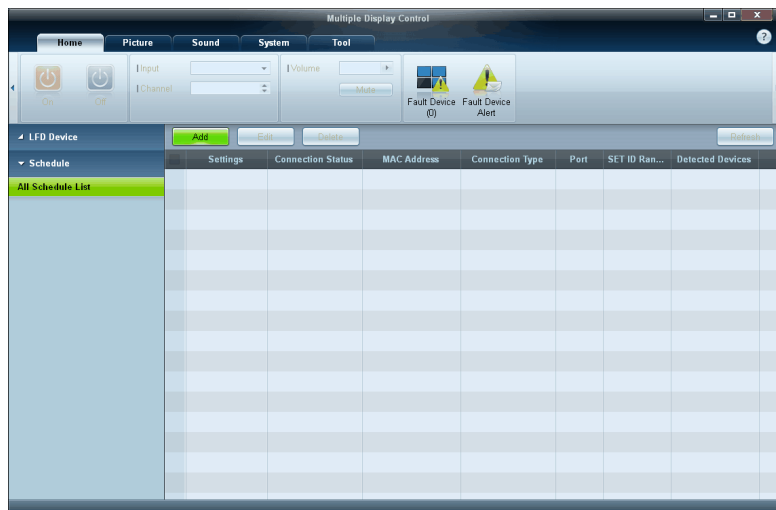 Multiple Display Control
X
Home Picture Sound System Tool ?
Input Volume
Channel Mute
On Off
Fault Device (0)
Fault Device Alert
LFD Device Add Edit Delete Refresh
Schedule
Settings Connection Status MAC Address Connection Type Port SET ID Ran... Detected Devices
All Schedule List